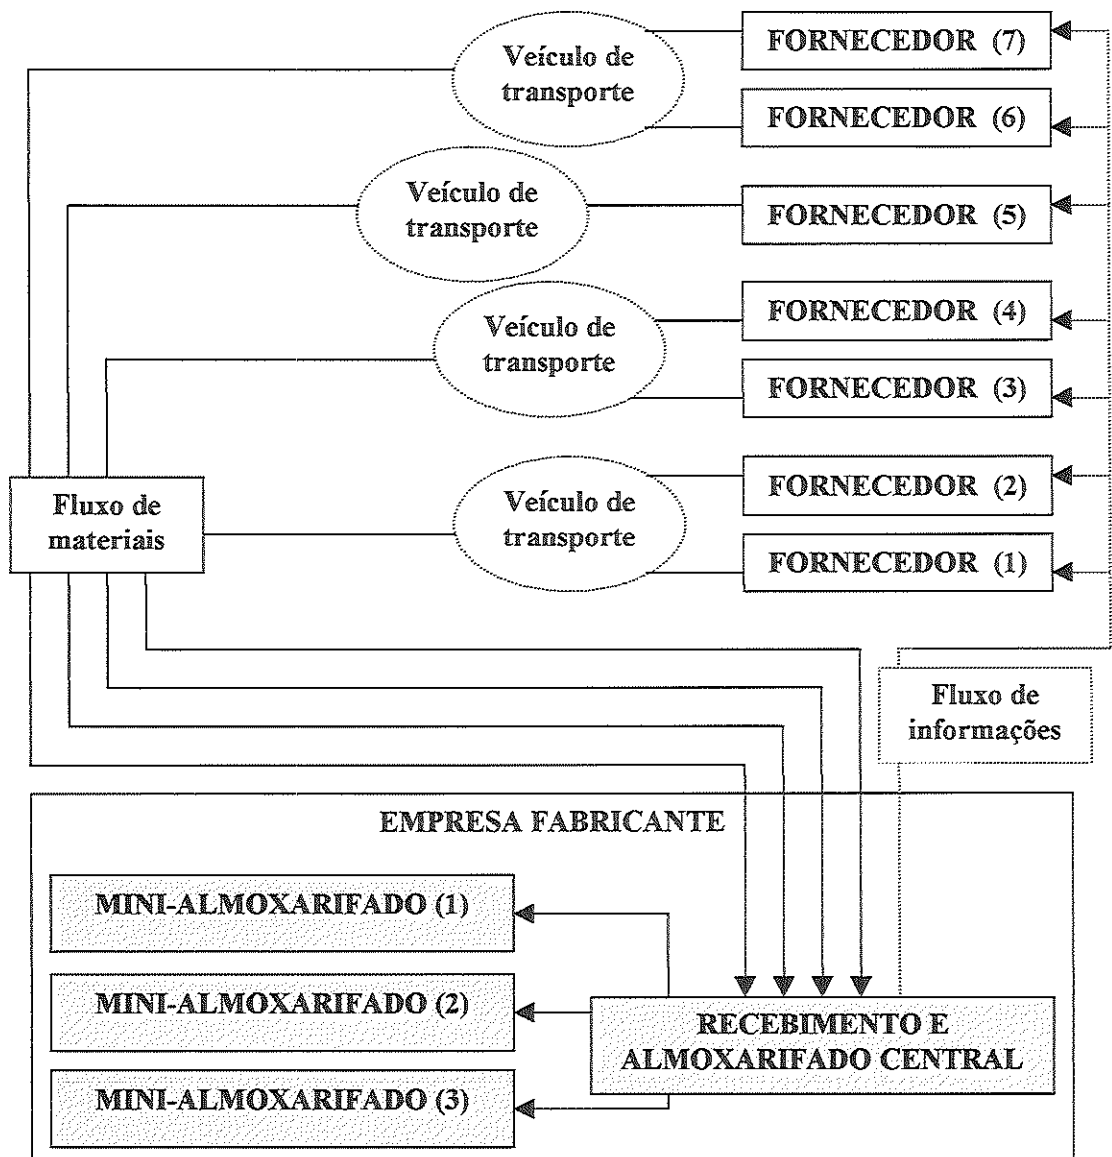 Veículo de
transporte
FORNECEDOR (7)
FORNECEDOR (6)
Veículo de
transporte
FORNECEDOR (5)
Veículo de
transporte
FORNECEDOR (4)
FORNECEDOR (3)
Fluxo de
materiais
Veículo de
transporte
FORNECEDOR (2)
FORNECEDOR (1)
Fluxo de
informações
EMPRESA FABRICANTE
MINI-ALMOXARIFADO (1)
MINI-ALMOXARIFADO (2)
MINI-ALMOXARIFADO (3)
RECEBIMENTO E
ALMOXARIFADO CENTRAL